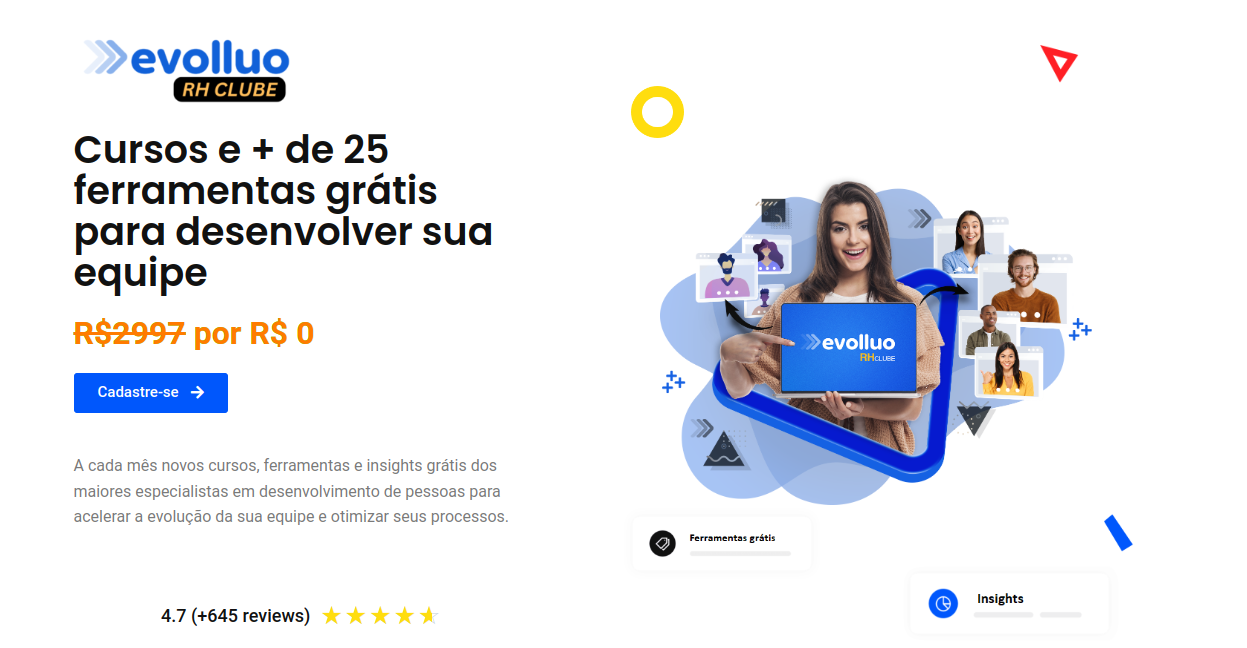 evolluo
RH CLUBE
Cursos e + de 25
ferramentas grátis
para desenvolver sua
equipe
R$2997 por R$ 0
Cadastre-se
A cada mês novos cursos, ferramentas e insights grátis dos
maiores especialistas em desenvolvimento de pessoas para
acelerar a evolução da sua equipe e otimizar seus processos.
4.7 (+645 reviews)
evolluo
RHCLUBE
Ferramentas grátis
Insights